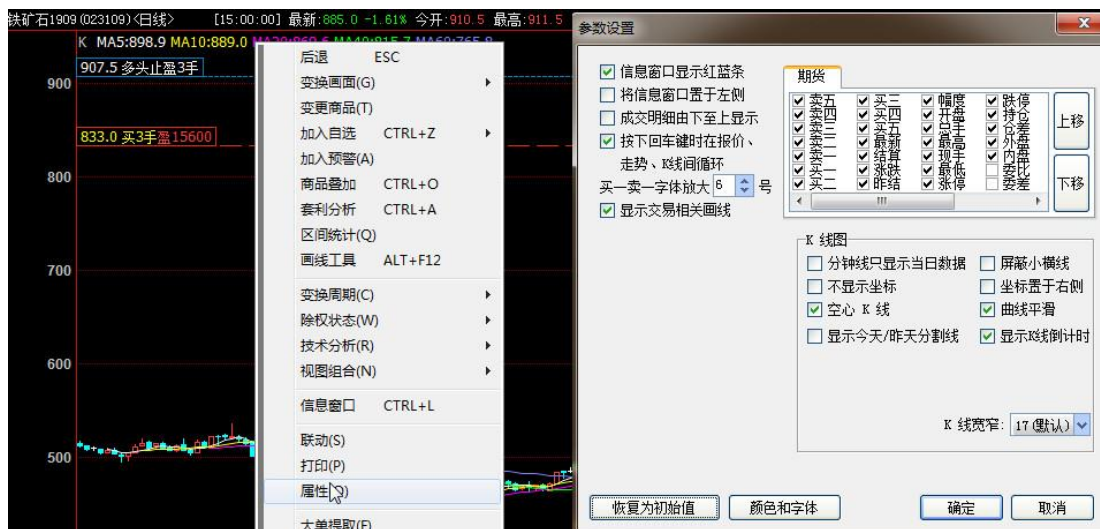 铁矿石1909(023109)<日线> [15:00:00] 最新:885.0 -1.61% 今开:910.5 最高:911.5
K MA5:898.9 MA10:889.0
907.5 多头止盈3手
900
833.0 买3手盈15600
800
700
600
500
后退 ESC
变换画面(G)
变更商品(T)
加入自选 CTRL+Z
加入预警(A)
商品叠加 CTRL+O
套利分析 CTRL+A
区间统计(Q)
画线工具 ALT+F12
变换周期(C)
除权状态(W)
技术分析(R)
视图组合(N)
信息窗口 CTRL+L
联动(S)
打印(P)
属性
大单提取(F)
参数设置
信息窗口显示红蓝条
将信息窗口置于左侧
成交明细由下至上显示
按下回车键时在报价、
走势、K线间循环
买一卖一字体放大 6 号
显示交易相关画线
期货
卖五 买三 幅度 跌停
卖四 买四 开盘 持仓
卖三 买五 总手 仓差
卖二 最新 最高 外盘
卖一 结算 现手 内盘
买一 涨跌 最低 委比
买二 昨结 涨停 委差
上移
下移
K 线图
分钟线只显示当日数据 屏蔽小横线
不显示坐标 坐标置于右侧
空心 K 线 曲线平滑
显示今天/昨天分割线 显示K线倒计时
K 线宽窄: 17(默认)
恢复为初始值 颜色和字体 确定 取消